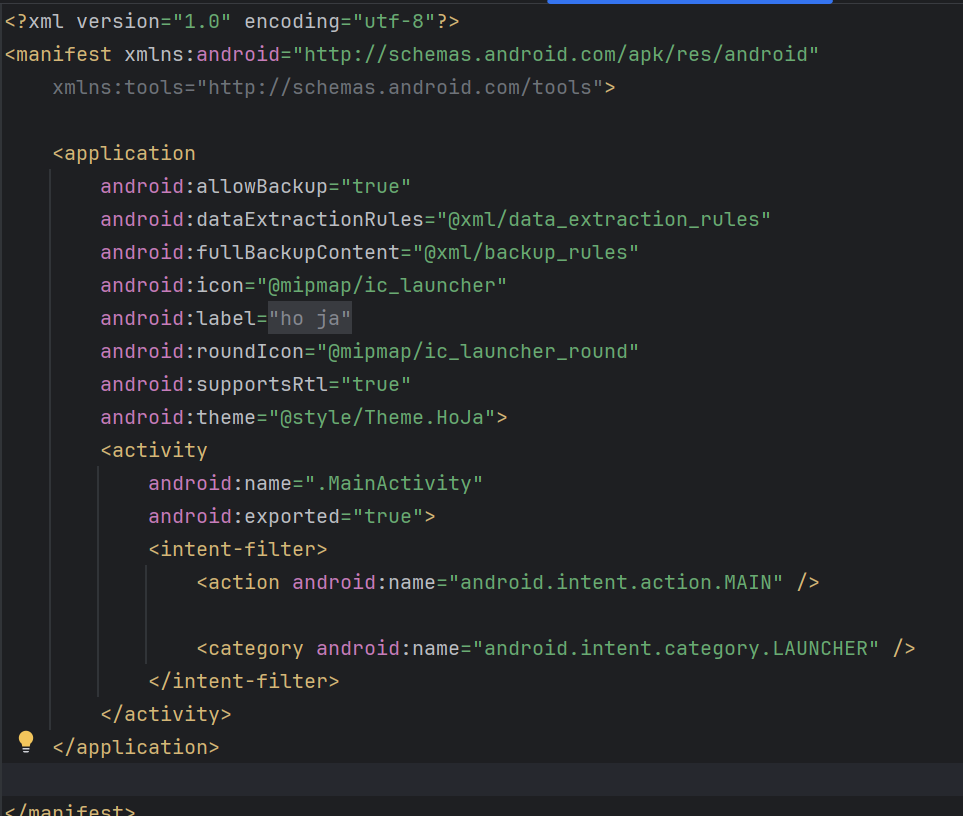 <?xml version="1.0" encoding="utf-8"?>
<manifest xmlns:android="http://schemas.android.com/apk/res/android"
    xmlns:tools="http://schemas.android.com/tools">

    <application
        android:allowBackup="true"
        android:dataExtractionRules="@xml/data_extraction_rules"
        android:fullBackupContent="@xml/backup_rules"
        android:icon="@mipmap/ic_launcher"
        android:label="ho ja"
        android:roundIcon="@mipmap/ic_launcher_round"
        android:supportsRtl="true"
        android:theme="@style/Theme.HoJa">
        <activity
            android:name=".MainActivity"
            android:exported="true">
            <intent-filter>
                <action android:name="android.intent.action.MAIN" />

                <category android:name="android.intent.category.LAUNCHER" />
            </intent-filter>
        </activity>
    </application>

</manifest>